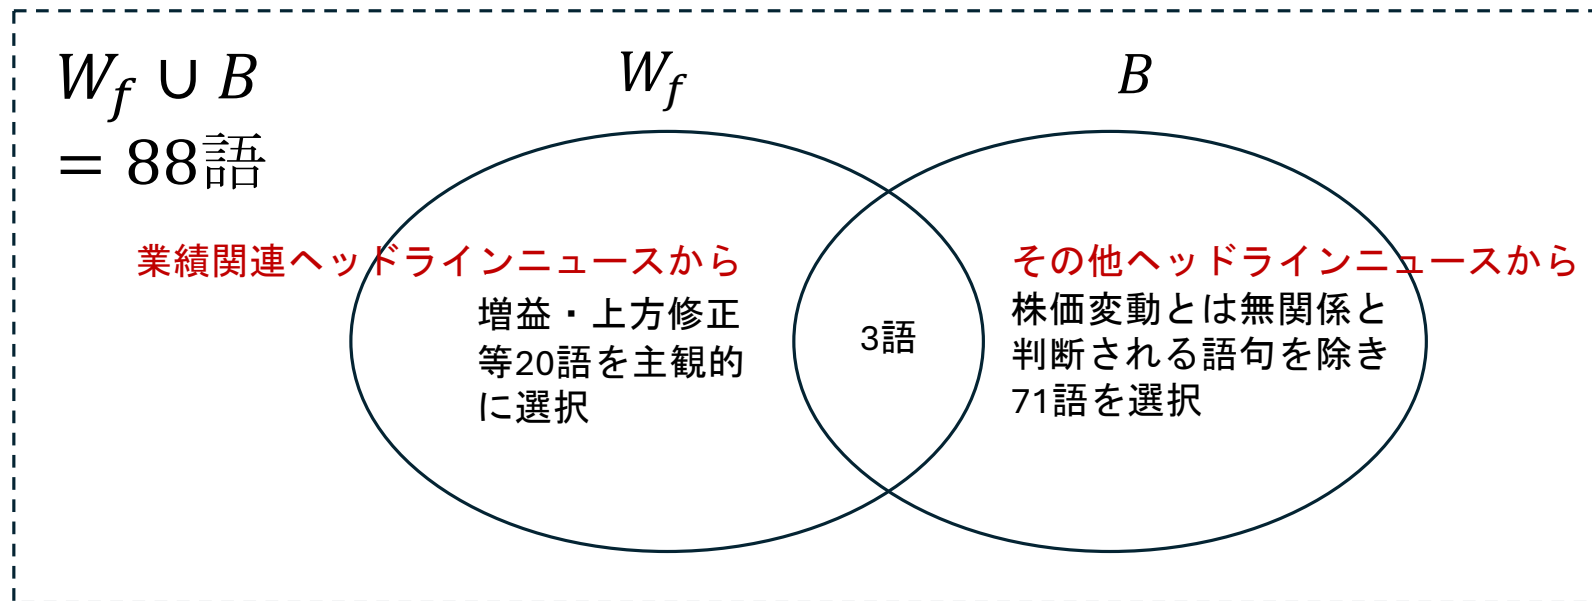 W_f ∪ B
= 88語
W_f
B
業績関連ヘッドラインニュースから
増益・上方修正
等20語を主観的
に選択
3語
その他ヘッドラインニュースから
株価変動とは無関係と
判断される語句を除き
71語を選択